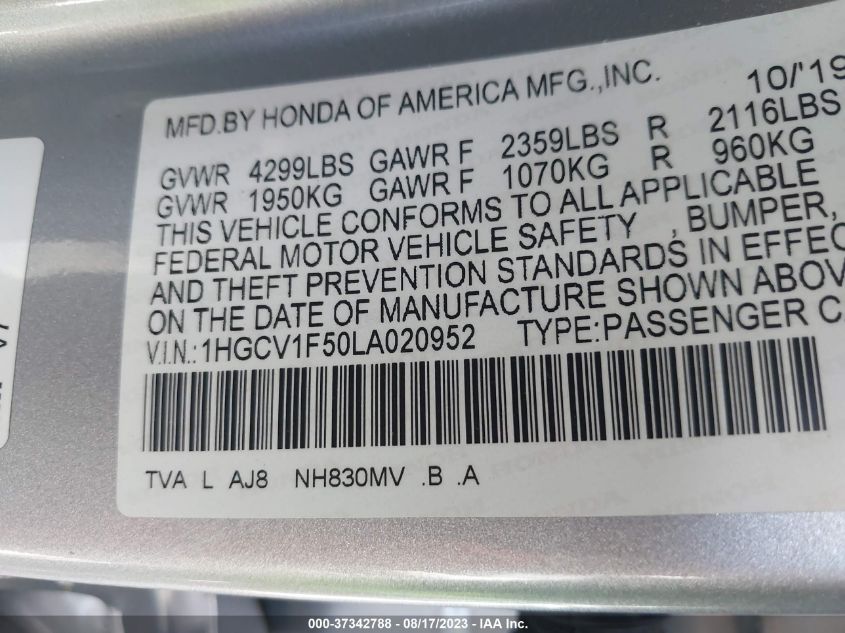 MFD.BY HONDA OF AMERICA MFG.,INC. 10/'19
GVWR 4299LBS GAWR F 2359LBS R 2116LBS
GVWR 1950KG GAWR F 1070KG R 960KG
THIS VEHICLE CONFORMS TO ALL APPLICABLE
FEDERAL MOTOR VEHICLE SAFETY , BUMPER,
AND THEFT PREVENTION STANDARDS IN EFFEC
ON THE DATE OF MANUFACTURE SHOWN ABOV
V.I.N.:1HGCV1F50LA020952 TYPE:PASSENGER C
TVA L AJ8 NH830MV .B .A
000-37342788 - 08/17/2023 - IAAI Inc.